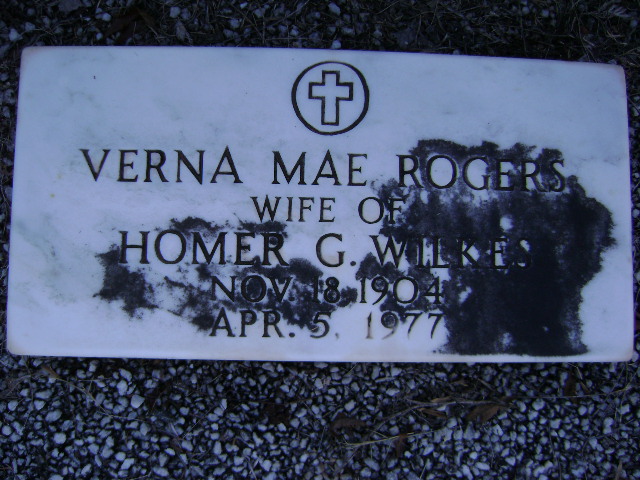 VERNA MAE ROGERS
WIFE OF
HOMER G. WILKES
NOV. 18, 1904
APR. 5, 1977